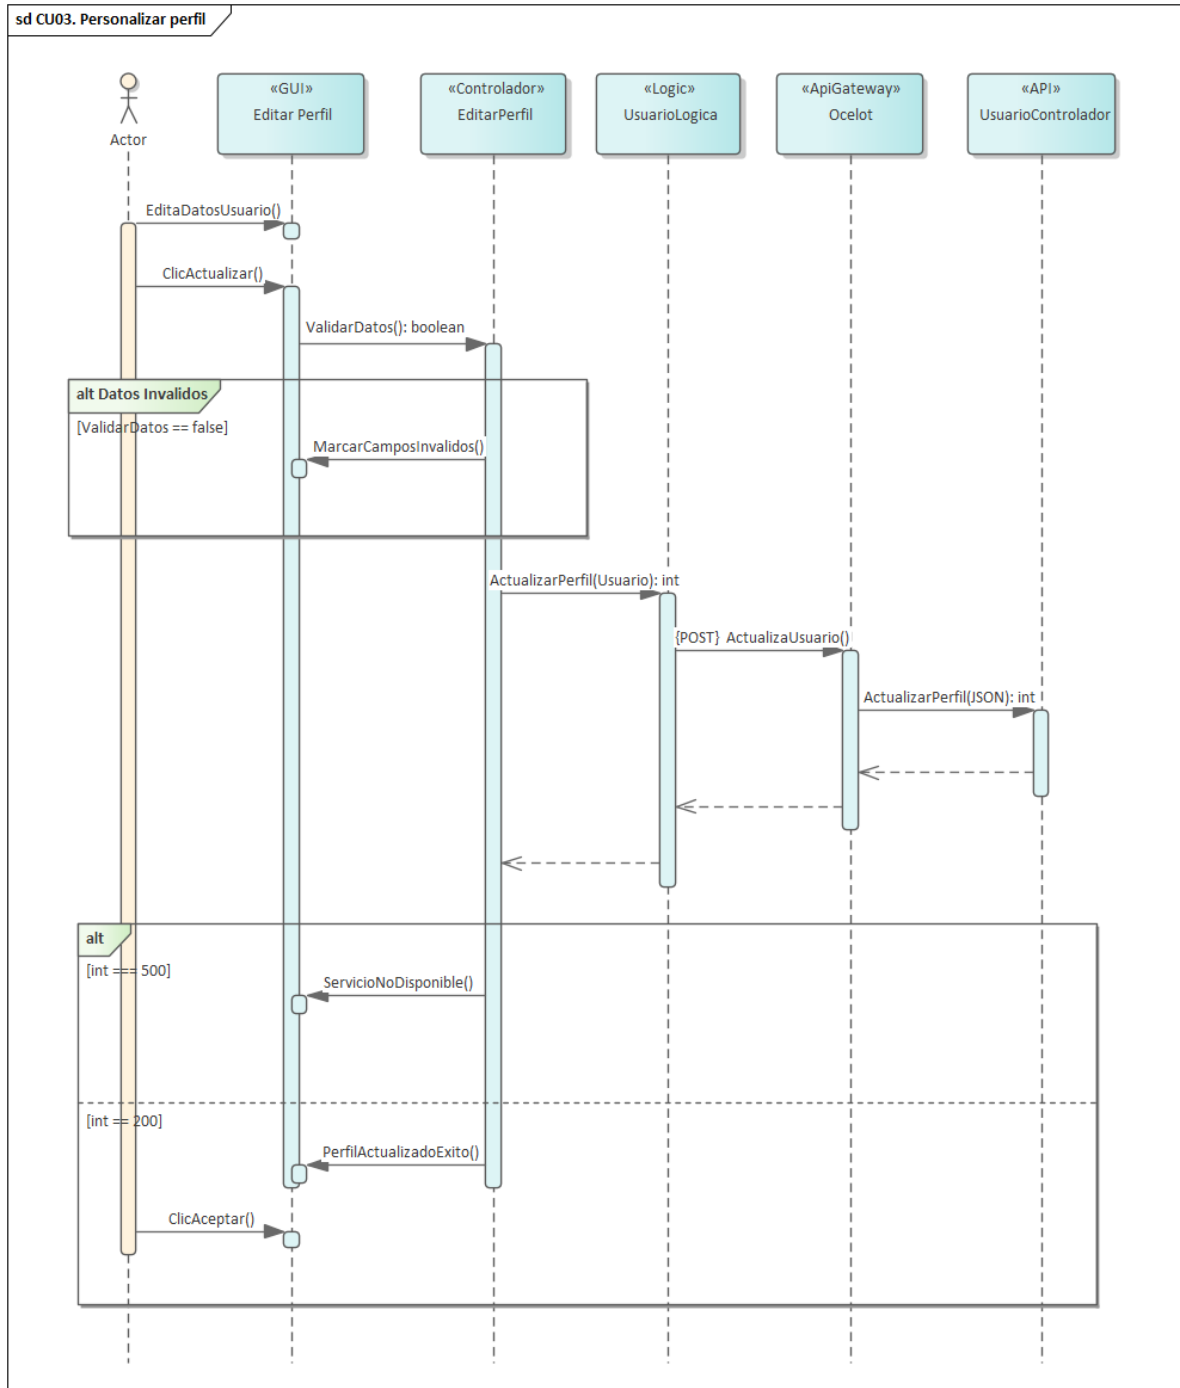 sd CU03. Personalizar perfil
Actor
«GUI»
Editar Perfil
«Controlador»
EditarPerfil
«Logic»
UsuarioLogica
«ApiGateway»
Ocelot
«API»
UsuarioControlador
EditaDatosUsuario()
ClicActualizar()
ValidarDatos(): boolean
alt Datos Invalidos
[ValidarDatos == false]
MarcarCamposInvalidos()
ActualizarPerfil(Usuario): int
{POST} ActualizaUsuario()
ActualizarPerfil(JSON): int
alt
[int === 500]
ServicioNoDisponible()
[int == 200]
PerfilActualizadoExito()
ClicAceptar()